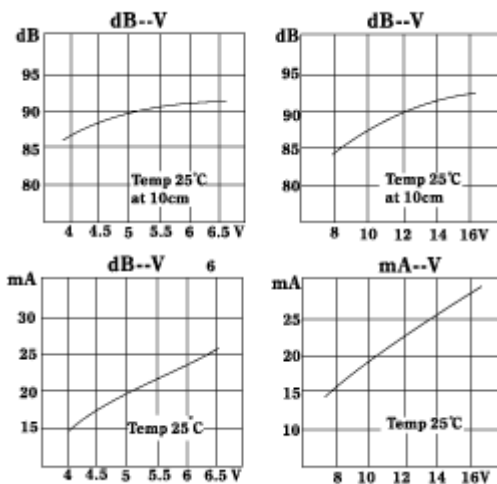 dB--V
dB
95
90
85
80
Temp 25℃
at 10cm
4 4.5 5 5.5 6 6.5 V
dB--V
dB
95
90
85
80
Temp 25℃
at 10cm
8 10 12 14 16V
dB--V 6
mA
30
25
20
15
Temp 25℃
4 4.5 5 5.5 6 6.5 V
mA--V
mA
25
20
15
10
Temp 25℃
8 10 12 14 16V